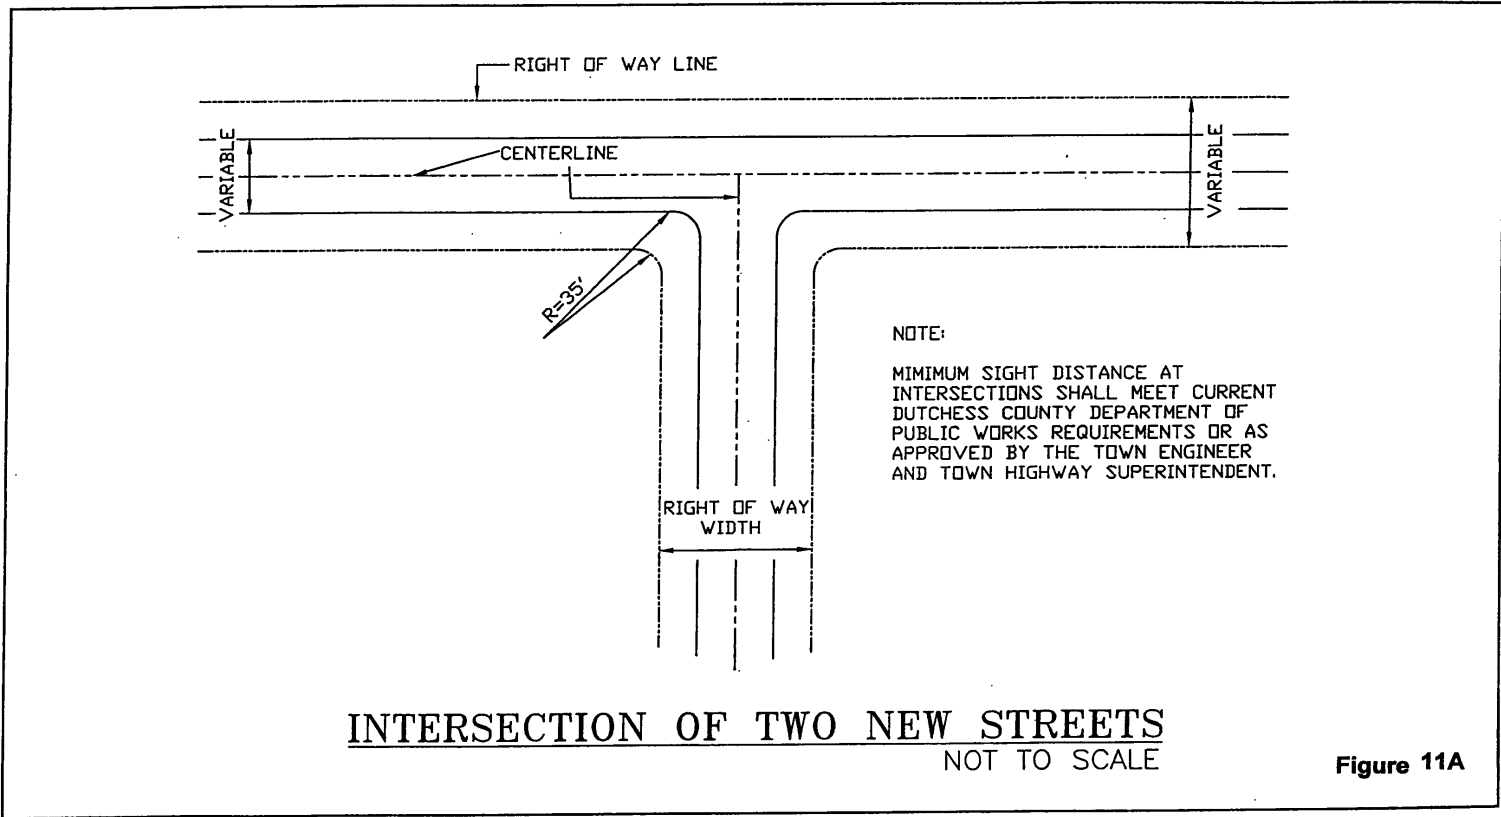 RIGHT OF WAY LINE
CENTERLINE
VARIABLE
VARIABLE
R=35'
NOTE:
MIMIMUM SIGHT DISTANCE AT
INTERSECTIONS SHALL MEET CURRENT
DUTCHESS COUNTY DEPARTMENT OF
PUBLIC WORKS REQUIREMENTS OR AS
APPROVED BY THE TOWN ENGINEER
AND TOWN HIGHWAY SUPERINTENDENT.
RIGHT OF WAY
WIDTH
INTERSECTION OF TWO NEW STREETS
NOT TO SCALE
Figure 11A